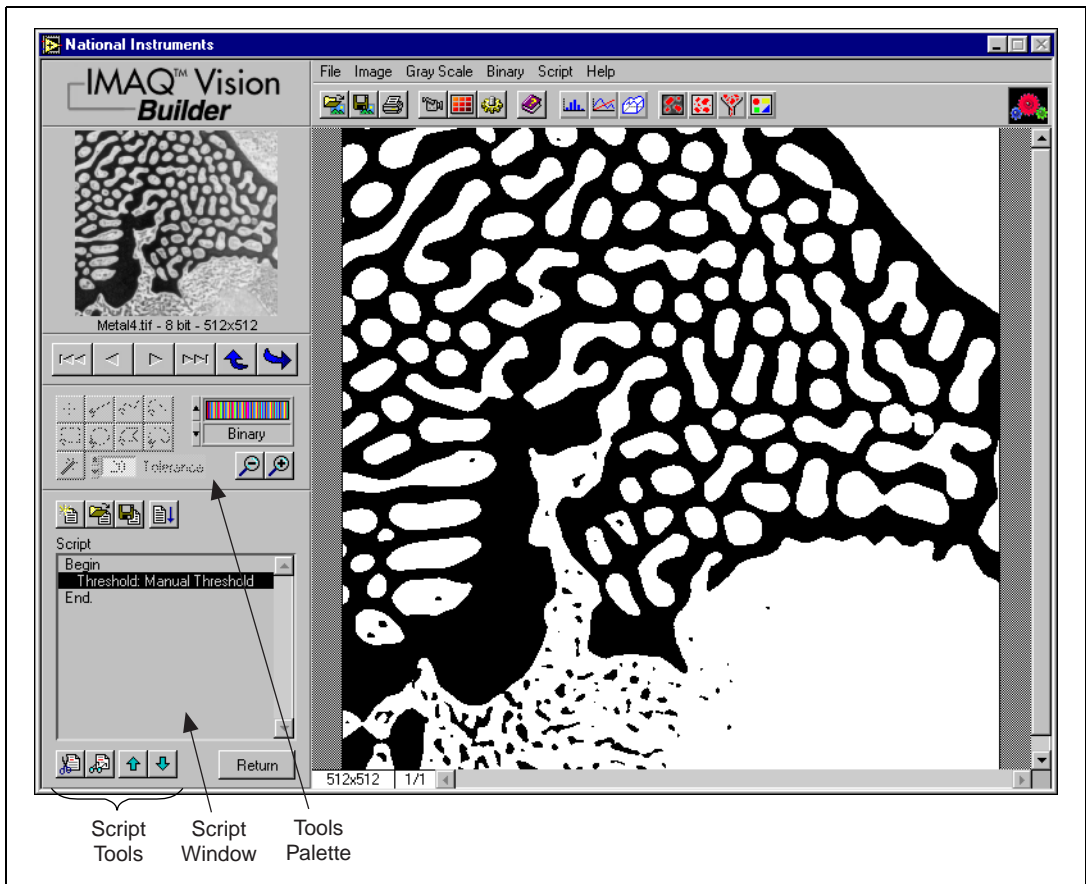 National Instruments
IMAQ™ Vision
Builder
File Image Gray Scale Binary Script Help
Metal4.tif - 8 bit - 512x512
Binary
20 Tolerance
Script
Begin
Threshold: Manual Threshold
End.
Return
512x512 1/1
Script Tools
Script Window
Tools Palette